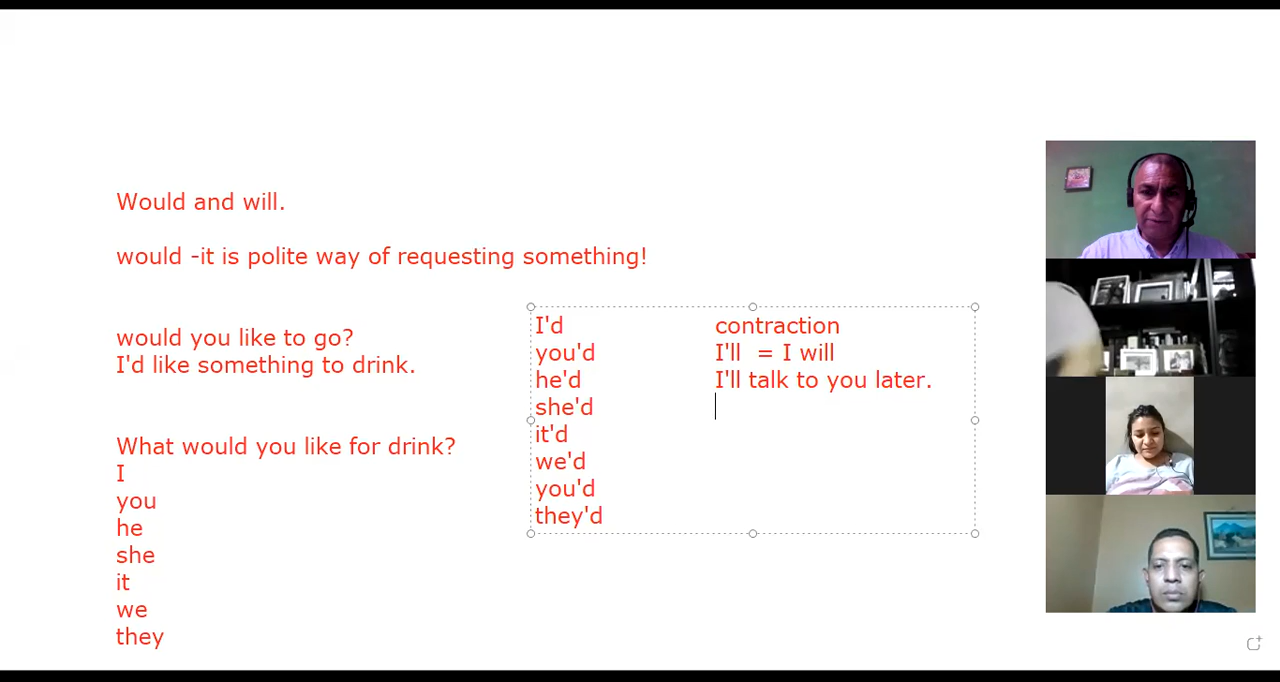 Would and will.
would -it is polite way of requesting something!
would you like to go?
I'd like something to drink.
What would you like for drink?
I
you
he
she
it
we
they
I'd
you'd
he'd
she'd
it'd
we'd
you'd
they'd
contraction
I'll  = I will
I'll talk to you later.